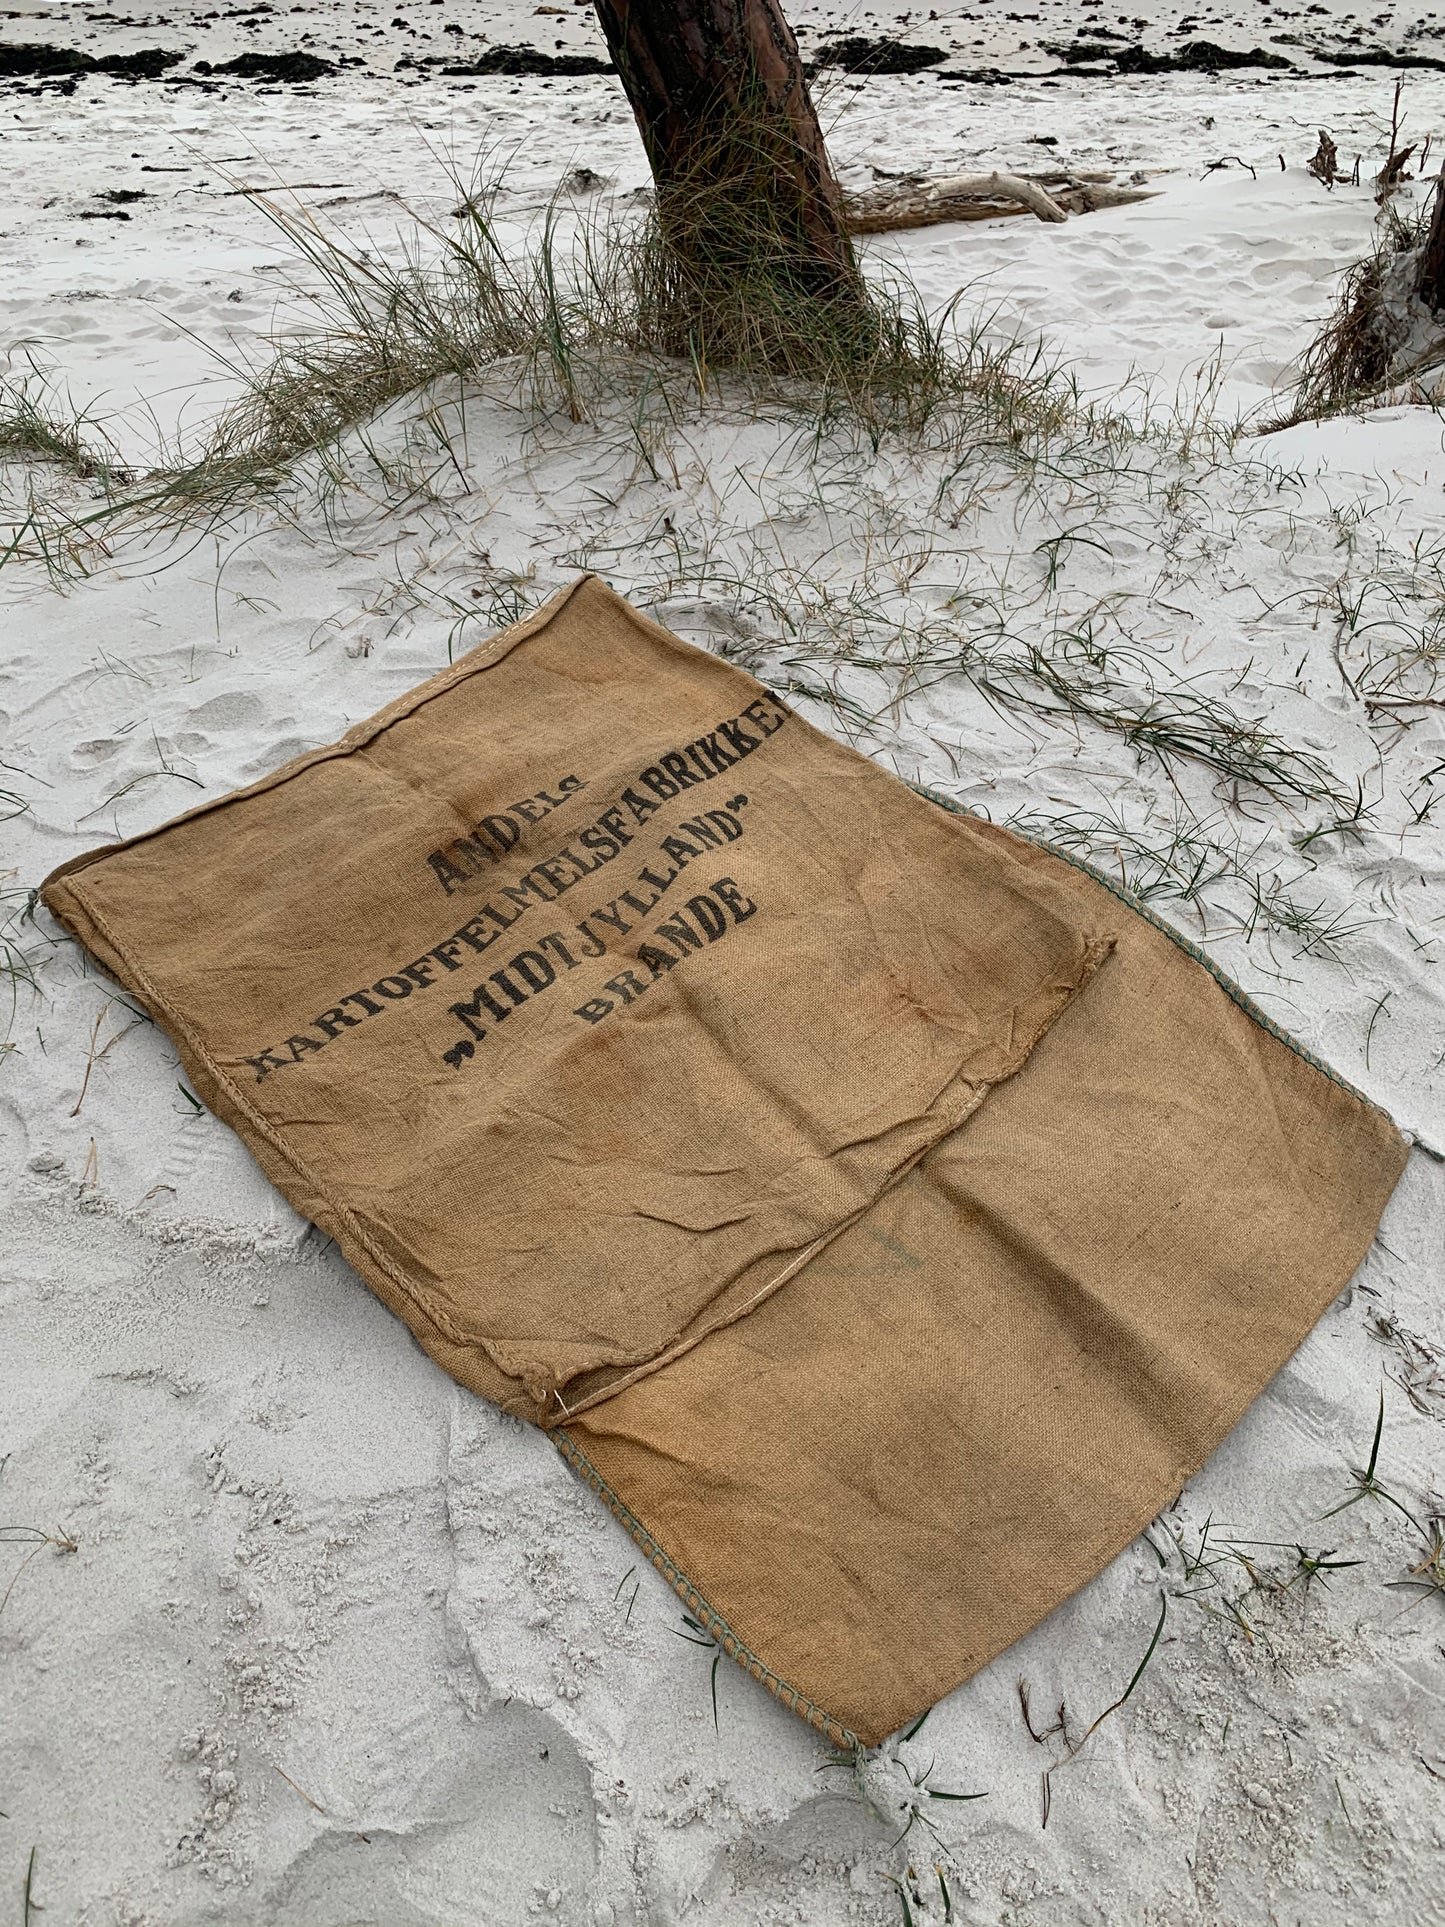 ANDELS
KARTOFFELMELSFABRIKKEN
„MIDTJYLLAND”
BRANDE